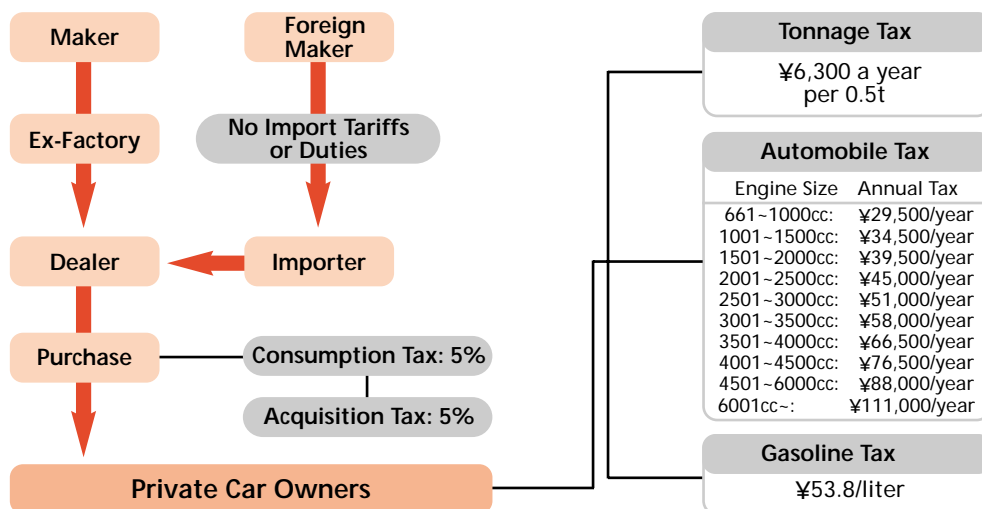 Maker
Foreign
Maker
Ex-Factory
No Import Tariffs
or Duties
Dealer
Importer
Purchase
Consumption Tax: 5%
Acquisition Tax: 5%
Private Car Owners
Tonnage Tax
¥6,300 a year
per 0.5t
Automobile Tax
Engine Size Annual Tax
661~1000cc: ¥29,500/year
1001~1500cc: ¥34,500/year
1501~2000cc: ¥39,500/year
2001~2500cc: ¥45,000/year
2501~3000cc: ¥51,000/year
3001~3500cc: ¥58,000/year
3501~4000cc: ¥66,500/year
4001~4500cc: ¥76,500/year
4501~6000cc: ¥88,000/year
6001cc~: ¥111,000/year
Gasoline Tax
¥53.8/liter